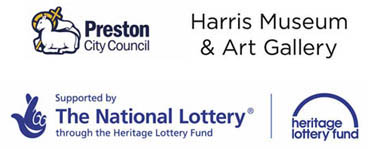 Preston
City Council
Harris Museum
& Art Gallery
Supported by
The National Lottery®
through the Heritage Lottery Fund
heritage
lottery fund